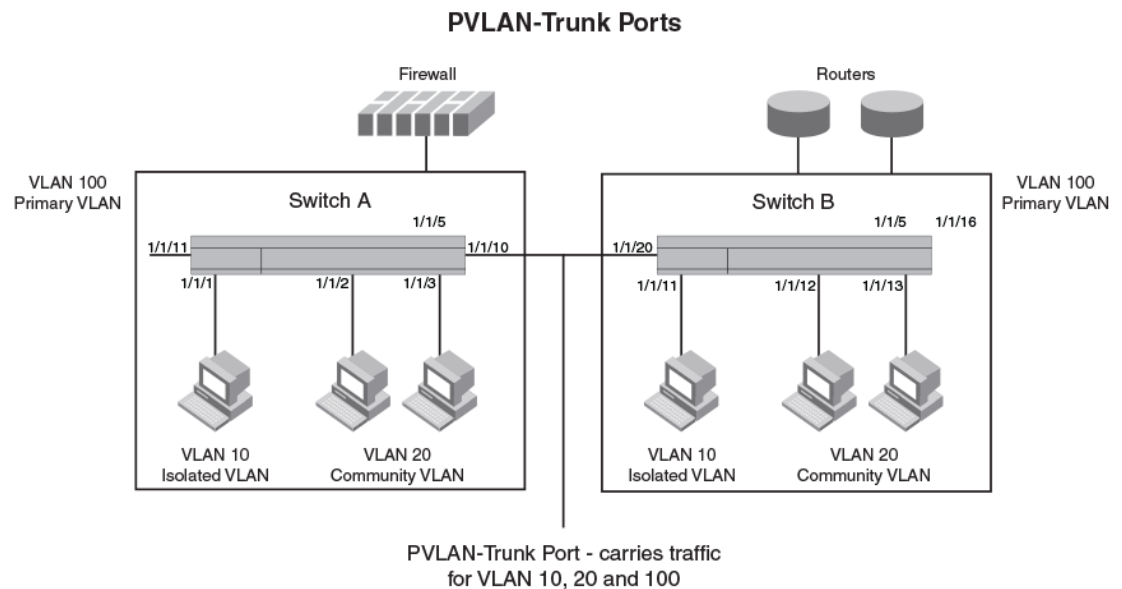 PVLAN-Trunk Ports
Firewall
Routers
VLAN 100
Primary VLAN
Switch A
1/1/5
1/1/11
1/1/10
1/1/1
1/1/2
1/1/3
VLAN 10
Isolated VLAN
VLAN 20
Community VLAN
Switch B
VLAN 100
Primary VLAN
1/1/5
1/1/16
1/1/20
1/1/11
1/1/12
1/1/13
VLAN 10
Isolated VLAN
VLAN 20
Community VLAN
PVLAN-Trunk Port - carries traffic
for VLAN 10, 20 and 100